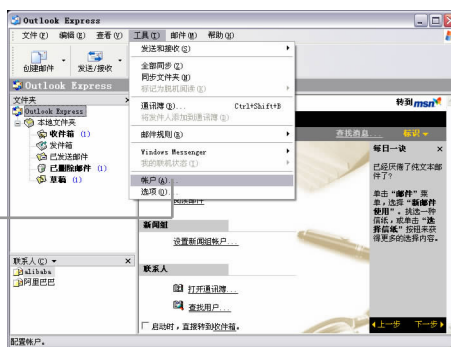 Outlook Express
文件(F) 编辑(E) 查看(V) 工具(T) 邮件(M) 帮助(H)
创建邮件 发送/接收
发送和接收(S)
全部同步(Z)
同步文件夹(N)
标记为脱机阅读(R)
通讯簿(B)... Ctrl+Shift+B
将发件人添加到通讯簿(D)
邮件规则(R)
Windows Messenger
我的联机状态(I)
帐户(A)...
选项(O)...
Outlook Express
文件夹
Outlook Express
本地文件夹
收件箱 (1)
发件箱
已发送邮件
已删除邮件 (1)
草稿 (1)
转到 msn
查找消息... 标识
阅读邮件
新闻组
设置新闻组帐户...
联系人
打开通讯簿...
查找用户...
启动时，直接转到收件箱。
每日一诀
已经厌倦了纯文本邮件了?
单击“邮件”菜单，选择“新邮件使用”。挑选一种信纸，或单击“选择信纸”按钮来获得更多的选择内容。
上一步 下一步
联系人(C)
alibaba
阿里巴巴
配置帐户。